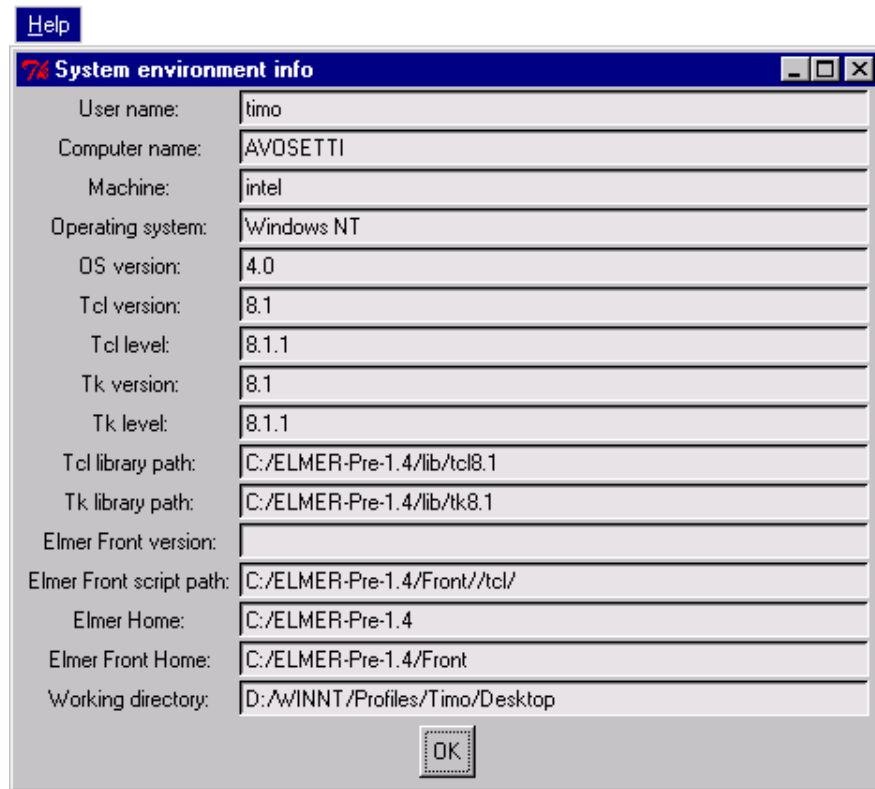 Help
System environment info
User name: timo
Computer name: AVOSETTI
Machine: intel
Operating system: Windows NT
OS version: 4.0
Tcl version: 8.1
Tcl level: 8.1.1
Tk version: 8.1
Tk level: 8.1.1
Tcl library path: C:/ELMER-Pre-1.4/lib/tcl8.1
Tk library path: C:/ELMER-Pre-1.4/lib/tk8.1
Elmer Front version:
Elmer Front script path: C:/ELMER-Pre-1.4/Front//tcl/
Elmer Home: C:/ELMER-Pre-1.4
Elmer Front Home: C:/ELMER-Pre-1.4/Front
Working directory: D:/WINNT/Profiles/Timo/Desktop
OK